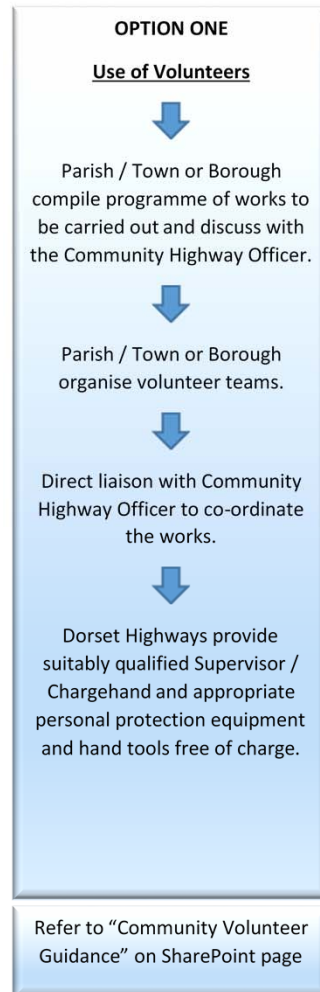 OPTION ONE
Use of Volunteers
Parish / Town or Borough
compile programme of works to
be carried out and discuss with
the Community Highway Officer.
Parish / Town or Borough
organise volunteer teams.
Direct liaison with Community
Highway Officer to co-ordinate
the works.
Dorset Highways provide
suitably qualified Supervisor /
Chargehand and appropriate
personal protection equipment
and hand tools free of charge.
Refer to “Community Volunteer
Guidance” on SharePoint page